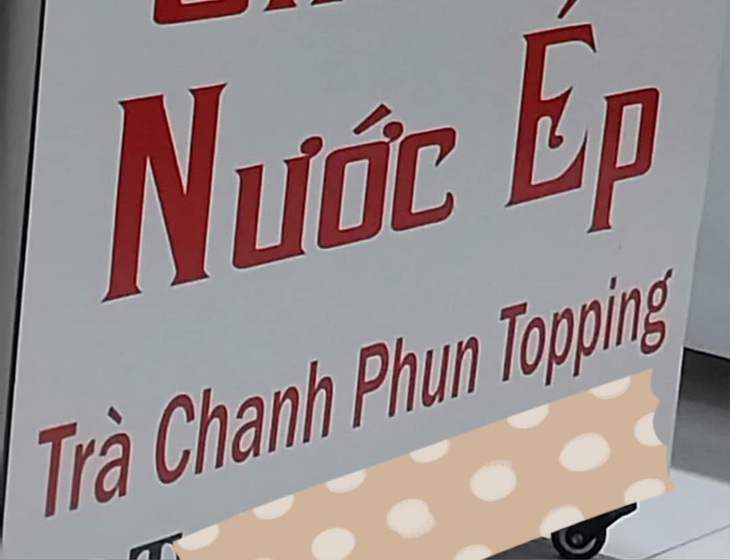 Nước Ép
Trà Chanh Phun Topping